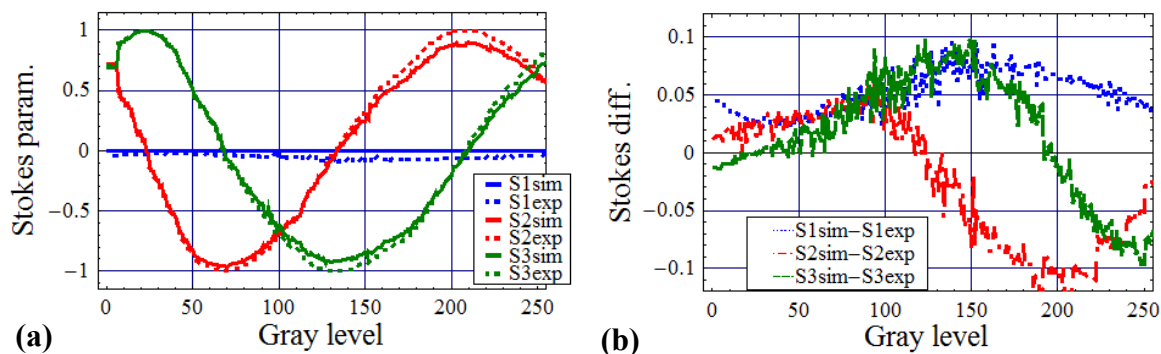 Stokes param.
1
0.5
0
−0.5
−1
0 50 100 150 200 250
Gray level
S1sim
S1exp
S2sim
S2exp
S3sim
S3exp
(a)
Stokes diff.
0.1
0.05
0
−0.05
−0.1
0 50 100 150 200 250
Gray level
S1sim−S1exp
S2sim−S2exp
S3sim−S3exp
(b)